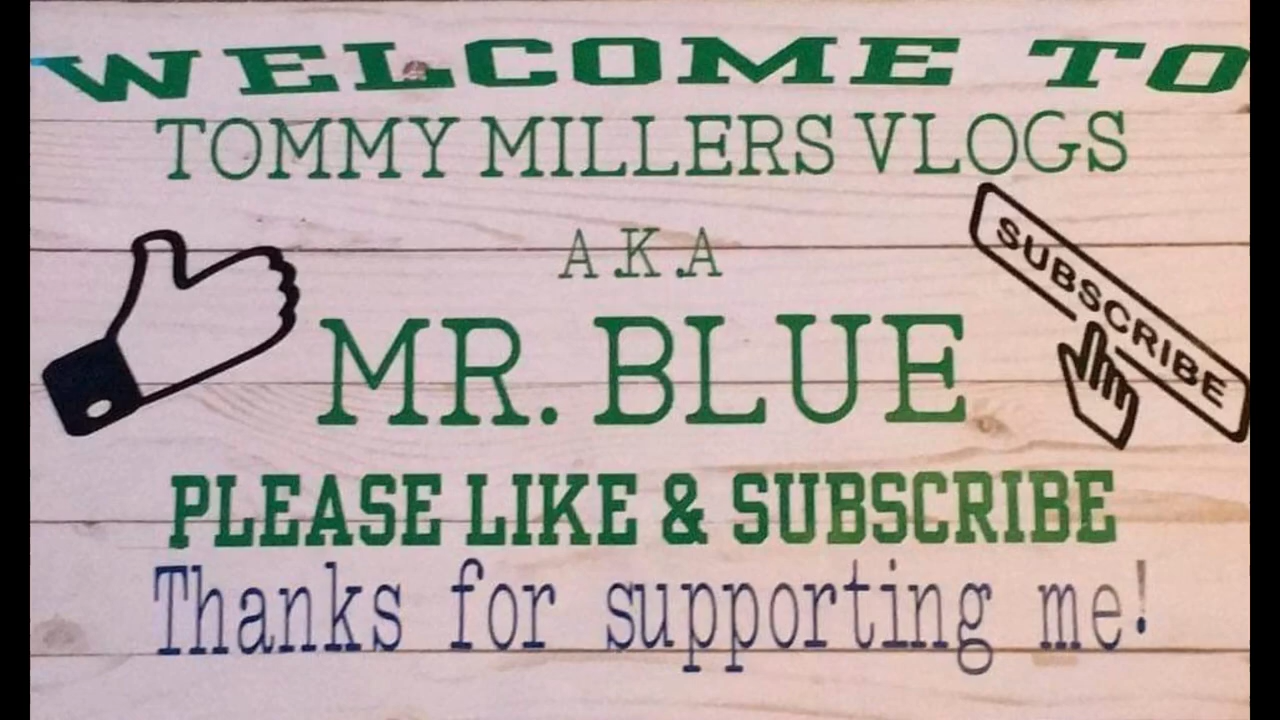 WELCOME TO
TOMMY MILLERS VLOGS
A.K.A
MR. BLUE
SUBSCRIBE
PLEASE LIKE & SUBSCRIBE
Thanks for supporting me!